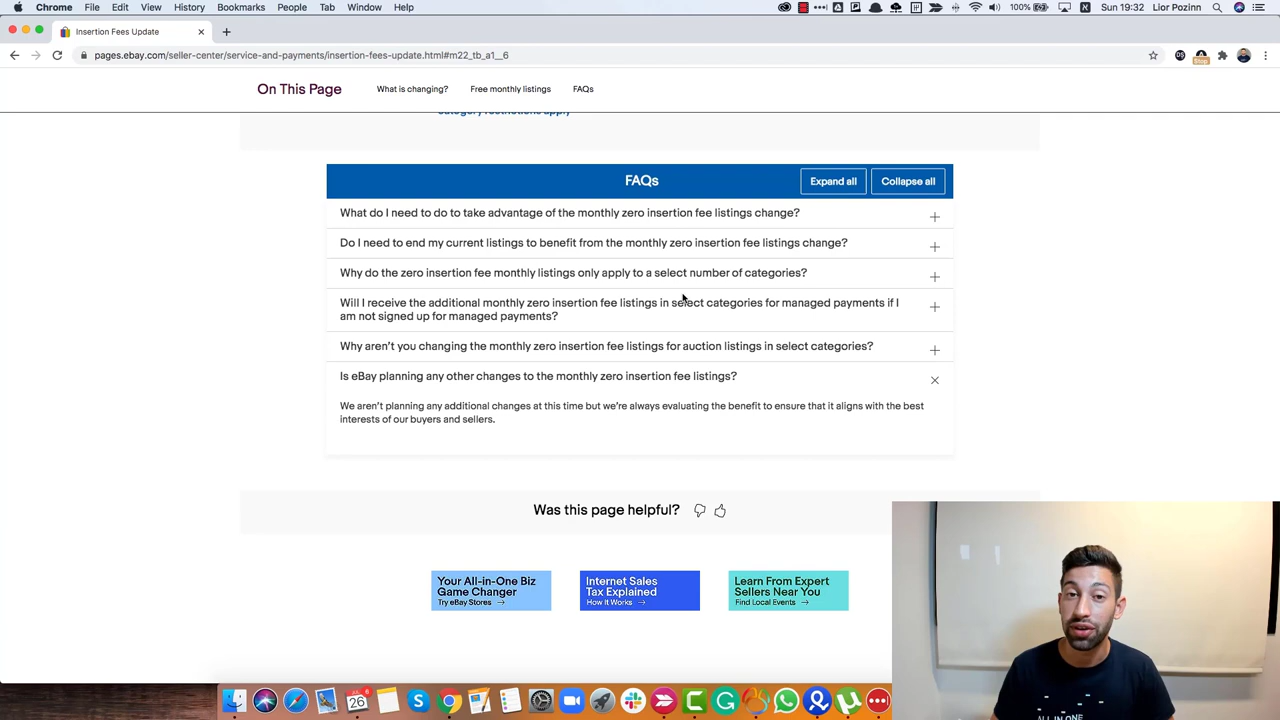 Chrome File Edit View History Bookmarks People Tab Window Help
100% Sun 19:32 Lior Pozinn
Insertion Fees Update
pages.ebay.com/seller-center/service-and-payments/insertion-fees-update.html#m22_tb_a1__6
Stop
On This Page What is changing? Free monthly listings FAQs
Category restrictions apply
FAQs Expand all Collapse all
What do I need to do to take advantage of the monthly zero insertion fee listings change?
Do I need to end my current listings to benefit from the monthly zero insertion fee listings change?
Why do the zero insertion fee monthly listings only apply to a select number of categories?
Will I receive the additional monthly zero insertion fee listings in select categories for managed payments if I
am not signed up for managed payments?
Why aren't you changing the monthly zero insertion fee listings for auction listings in select categories?
Is eBay planning any other changes to the monthly zero insertion fee listings?
We aren't planning any additional changes at this time but we're always evaluating the benefit to ensure that it aligns with the best
interests of our buyers and sellers.
Was this page helpful?
Your All-in-One Biz
Game Changer
Try eBay Stores →
Internet Sales
Tax Explained
How It Works →
Learn From Expert
Sellers Near You
Find Local Events →
26
ALL IN ONE